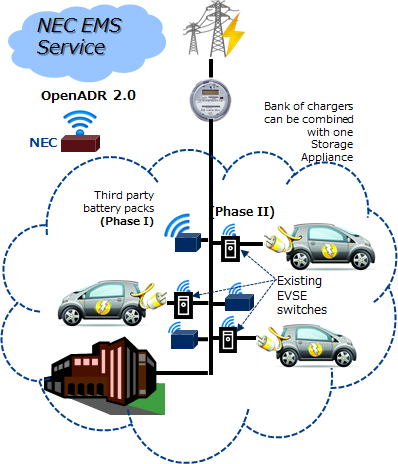 NEC EMS
Service
OpenADR 2.0
NEC
Bank of chargers
can be combined
with one
Storage
Appliance
Third party
battery packs
(Phase I)
(Phase II)
Existing
EVSE
switches